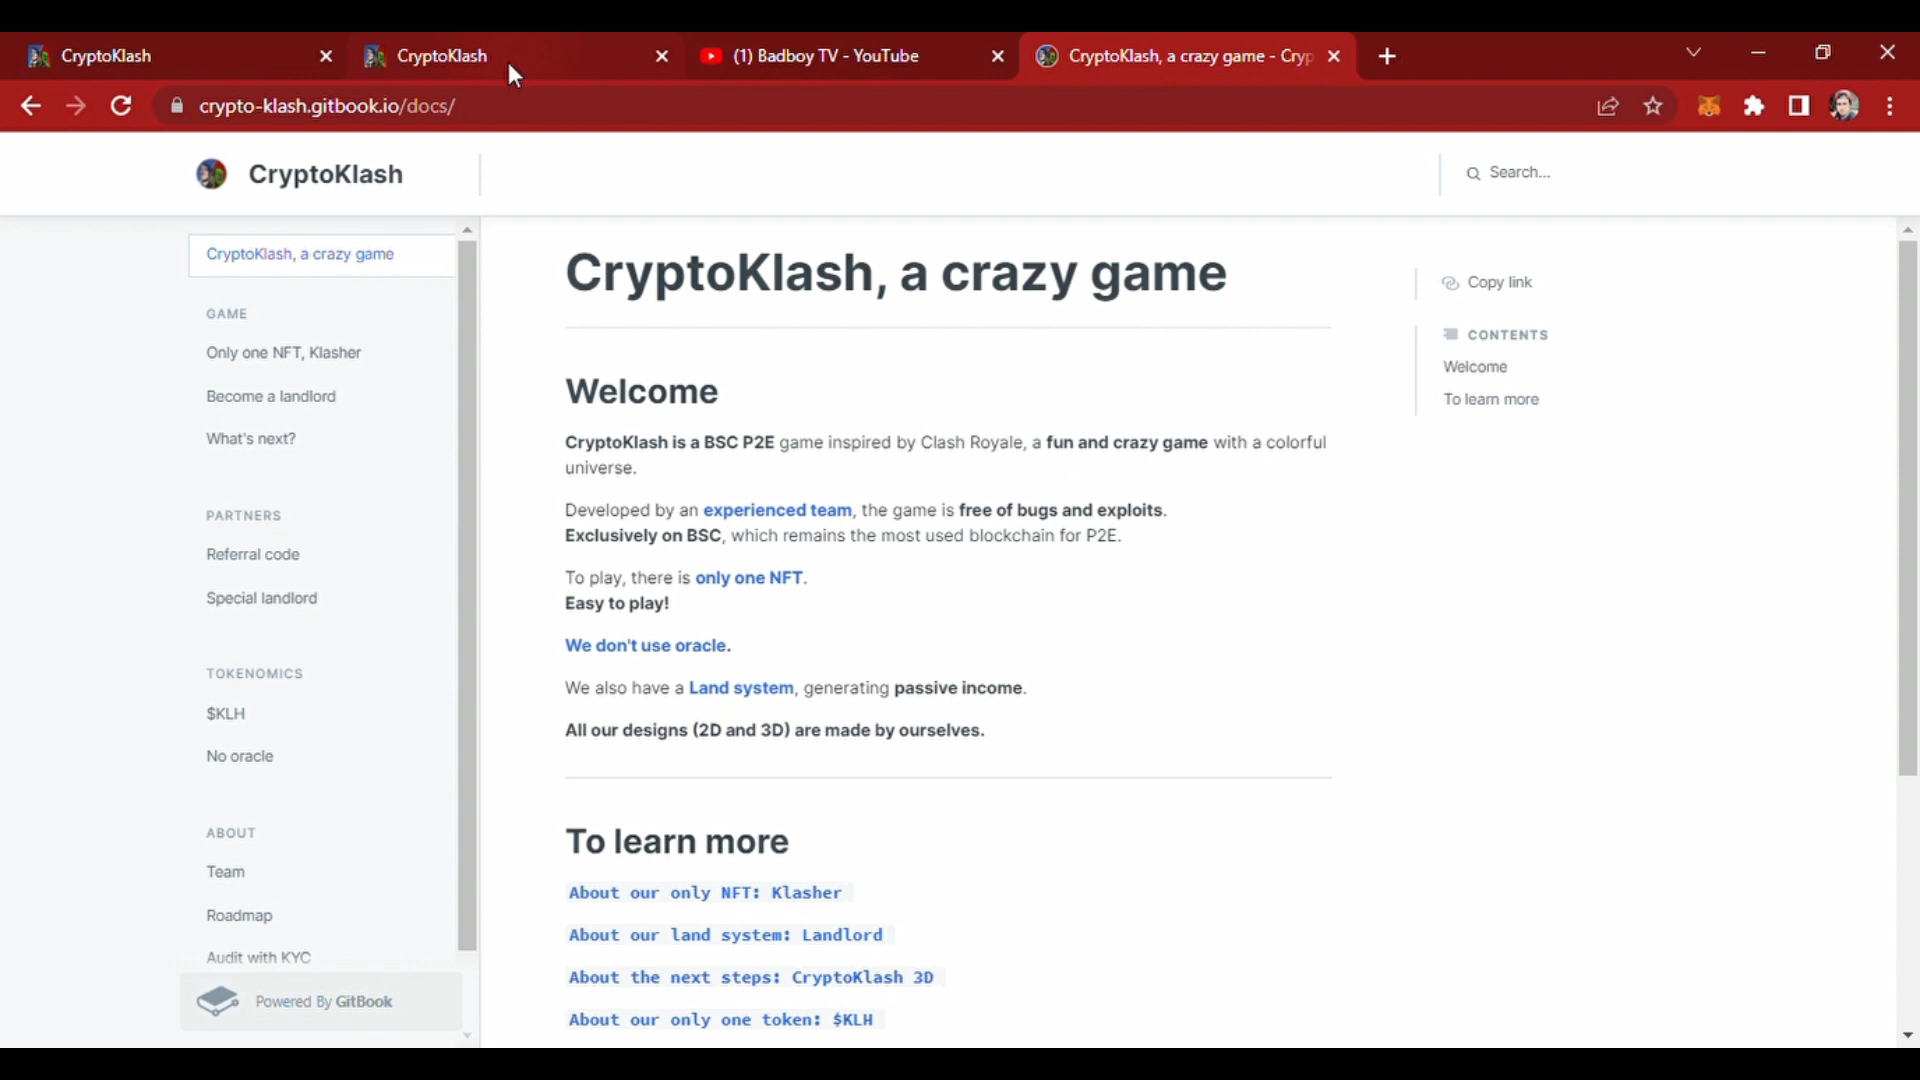 CryptoKlash
CryptoKlash
(1) Badboy TV - YouTube
CryptoKlash, a crazy game - Cryp
crypto-klash.gitbook.io/docs/
CryptoKlash
Search...
CryptoKlash, a crazy game
GAME
Only one NFT, Klasher
Become a landlord
What's next?
PARTNERS
Referral code
Special landlord
TOKENOMICS
$KLH
No oracle
ABOUT
Team
Roadmap
Audit with KYC
Powered By GitBook
CryptoKlash, a crazy game
Welcome
CryptoKlash is a BSC P2E game inspired by Clash Royale, a fun and crazy game with a colorful
universe.
Developed by an experienced team, the game is free of bugs and exploits.
Exclusively on BSC, which remains the most used blockchain for P2E.
To play, there is only one NFT.
Easy to play!
We don't use oracle.
We also have a Land system, generating passive income.
All our designs (2D and 3D) are made by ourselves.
To learn more
About our only NFT: Klasher
About our land system: Landlord
About the next steps: CryptoKlash 3D
About our only one token: $KLH
Copy link
CONTENTS
Welcome
To learn more